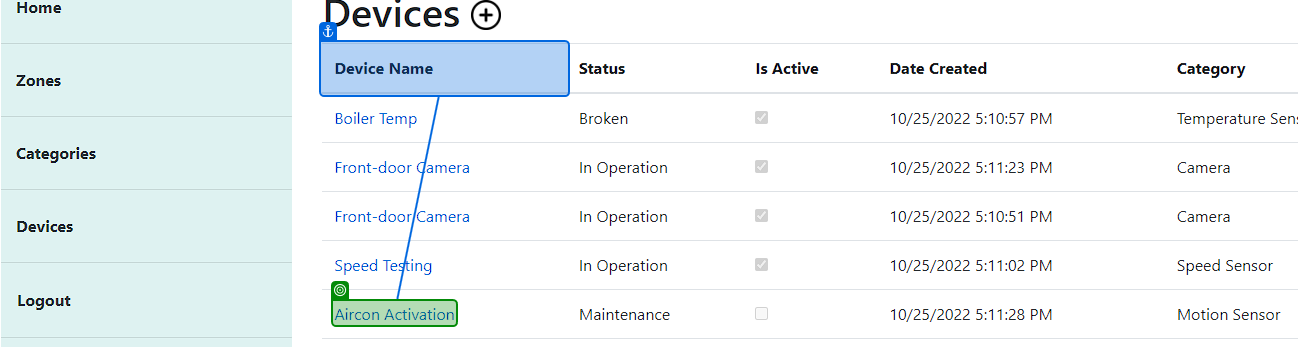 Home
Devices
Zones
Categories
Devices
Logout
Device Name Status Is Active Date Created Category
Boiler Temp Broken 10/25/2022 5:10:57 PM Temperature Sen
Front-door Camera In Operation 10/25/2022 5:11:23 PM Camera
Front-door Camera In Operation 10/25/2022 5:10:51 PM Camera
Speed Testing In Operation 10/25/2022 5:11:02 PM Speed Sensor
Aircon Activation Maintenance 10/25/2022 5:11:28 PM Motion Sensor